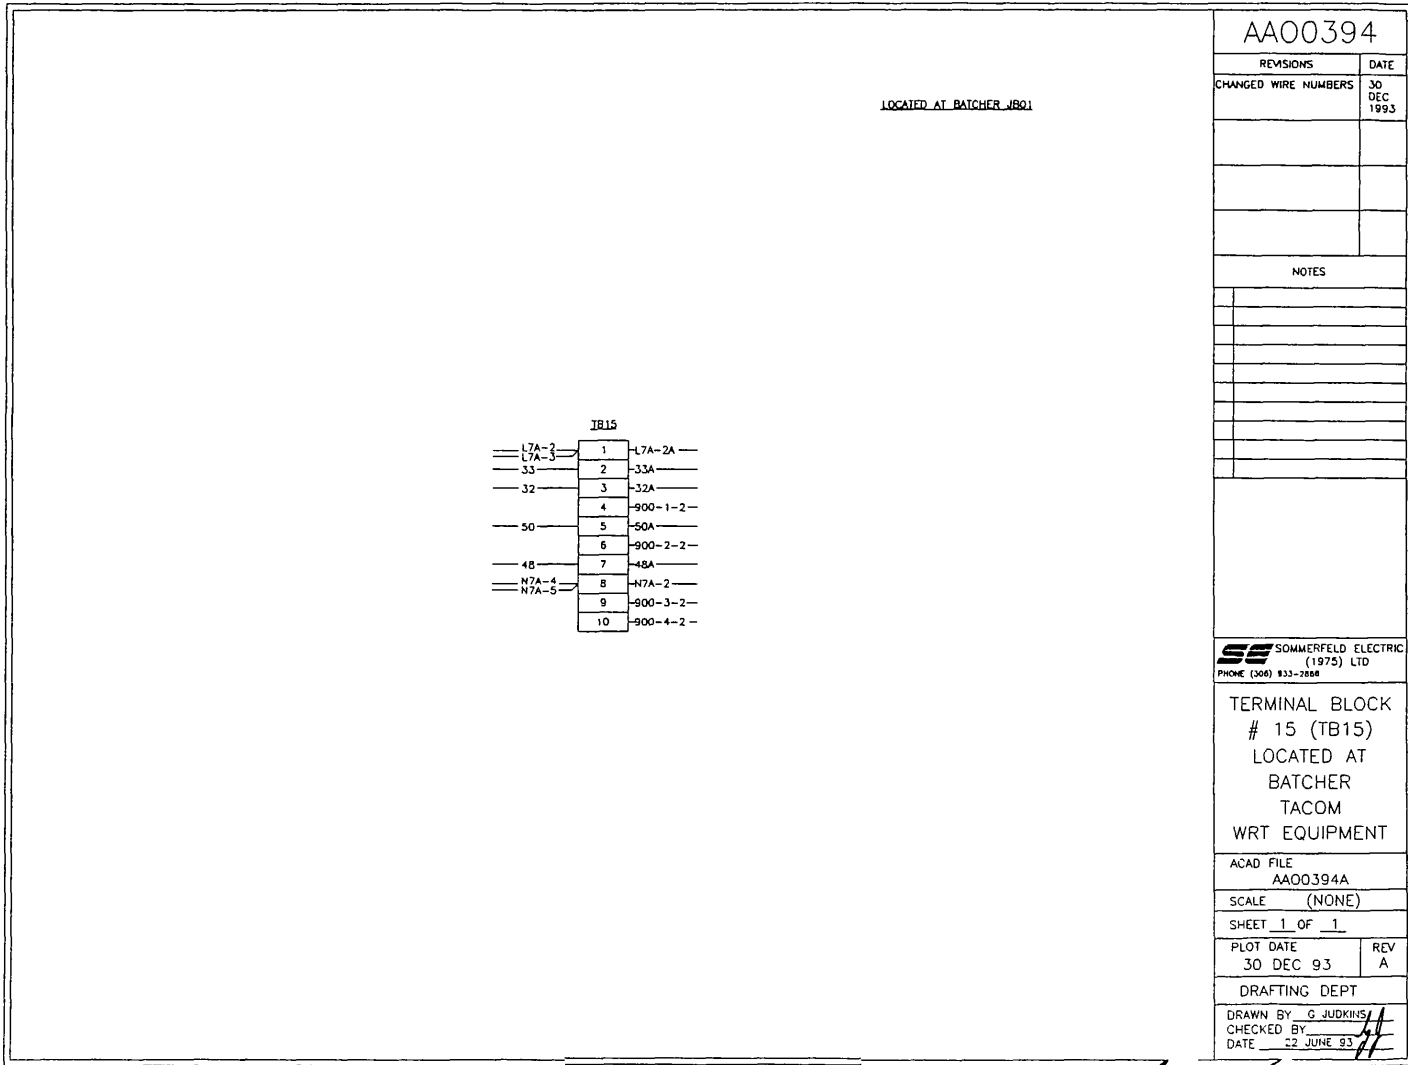 AA00394
REVISIONS DATE
CHANGED WIRE NUMBERS 30 DEC 1993
LOCATED AT BATCHER JB01
NOTES
TB15
L7A-2 1 L7A-2A
L7A-3
33 2 33A
32 3 32A
4 900-1-2
50 5 50A
6 900-2-2
48 7 48A
N7A-4 8 N7A-2
N7A-5
9 900-3-2
10 900-4-2
SE SOMMERFELD ELECTRIC
(1975) LTD
PHONE (306) 933-
TERMINAL BLOCK
# 15 (TB15)
LOCATED AT
BATCHER
TACOM
WRT EQUIPMENT
ACAD FILE
AA00394A
SCALE (NONE)
SHEET 1 OF 1
PLOT DATE REV
30 DEC 93 A
DRAFTING DEPT
DRAWN BY G JUDKINS
CHECKED BY
DATE 22 JUNE 93